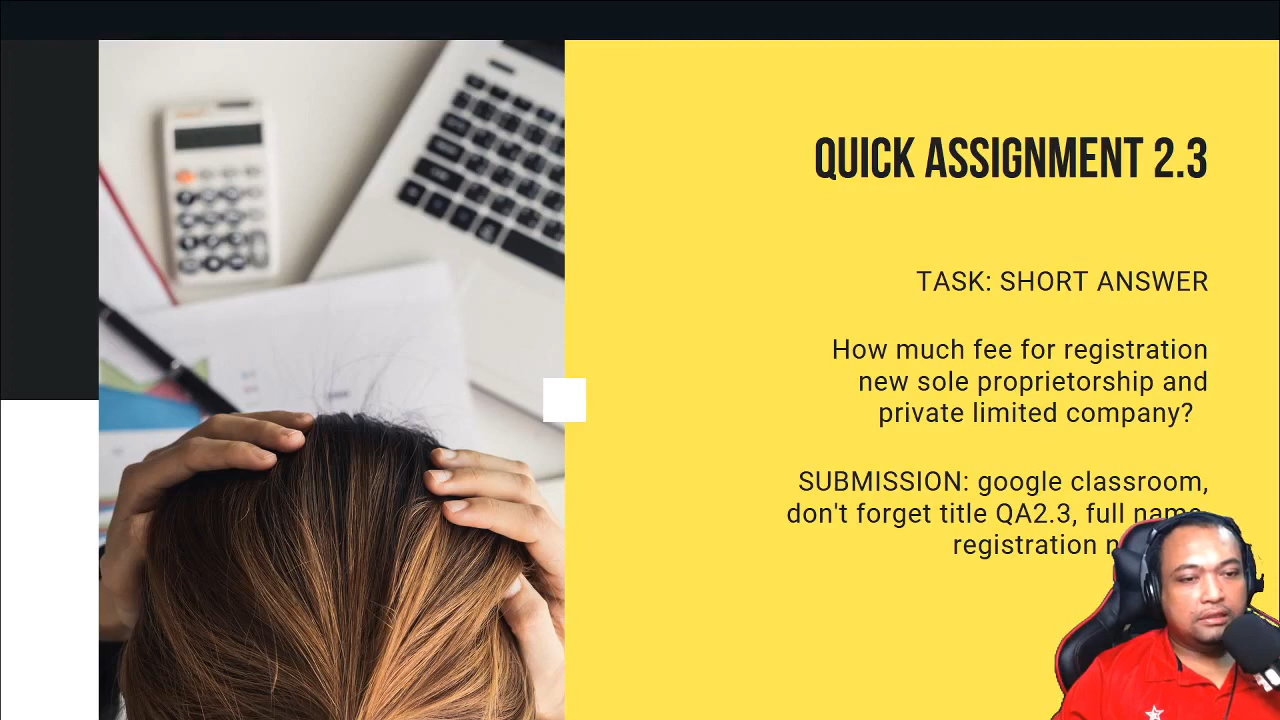 QUICK ASSIGNMENT 2.3
TASK: SHORT ANSWER
How much fee for registration
new sole proprietorship and
private limited company?
SUBMISSION: google classroom,
don't forget title QA2.3, full name
registration